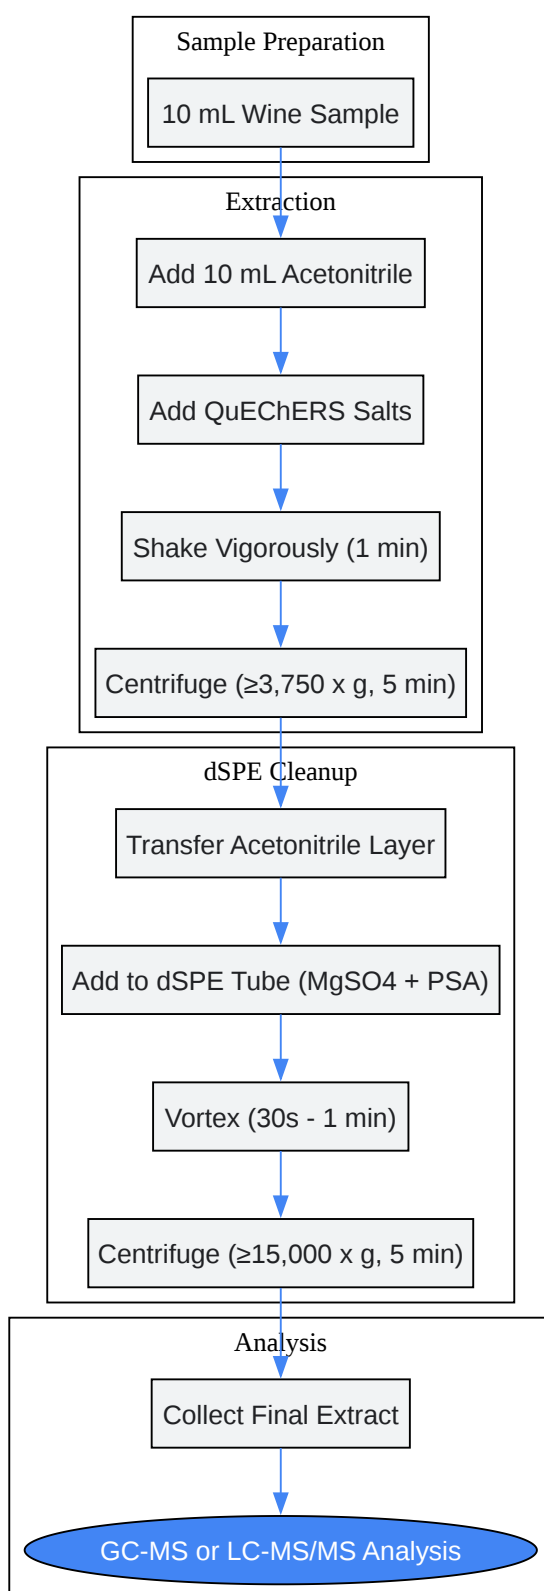 Sample Preparation
10 mL Wine Sample
Extraction
Add 10 mL Acetonitrile
Add QuEChERS Salts
Shake Vigorously (1 min)
Centrifuge (≥3,750 x g, 5 min)
dSPE Cleanup
Transfer Acetonitrile Layer
Add to dSPE Tube (MgSO4 + PSA)
Vortex (30s - 1 min)
Centrifuge (≥15,000 x g, 5 min)
Analysis
Collect Final Extract
GC-MS or LC-MS/MS Analysis